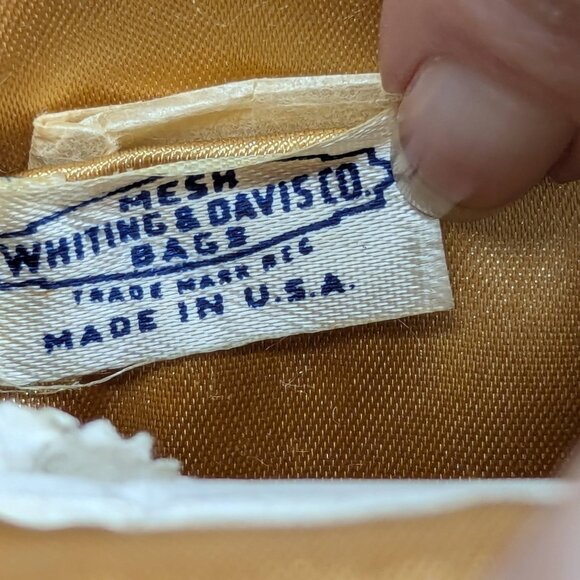 MESH
WHITING & DAVIS CO.
BAGS
TRADE MARK REG
MADE IN U.S.A.